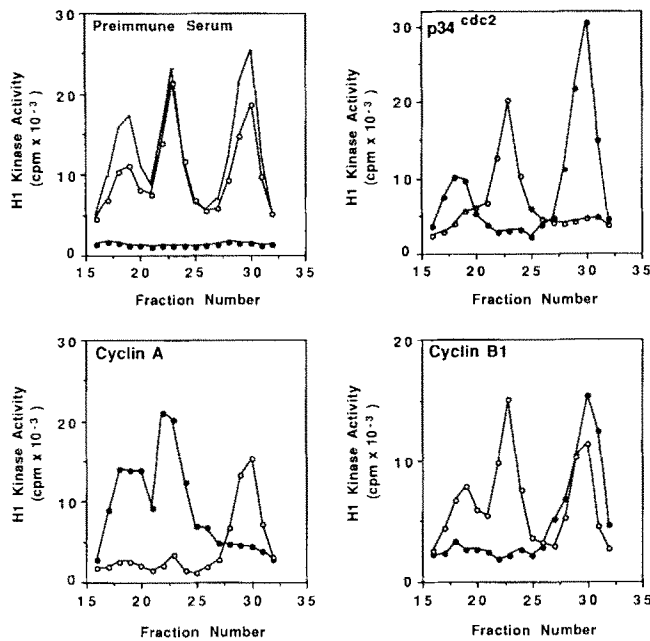 Preimmune Serum
H1 Kinase Activity
(cpm x 10⁻³)
30
20
10
0
15 20 25 30 35
Fraction Number
p34 cdc2
H1 Kinase Activity
(cpm x 10⁻³)
30
20
10
0
15 20 25 30 35
Fraction Number
Cyclin A
H1 Kinase Activity
(cpm x 10⁻³)
30
20
10
0
15 20 25 30 35
Fraction Number
Cyclin B1
H1 Kinase Activity
(cpm x 10⁻³)
20
10
0
15 20 25 30 35
Fraction Number